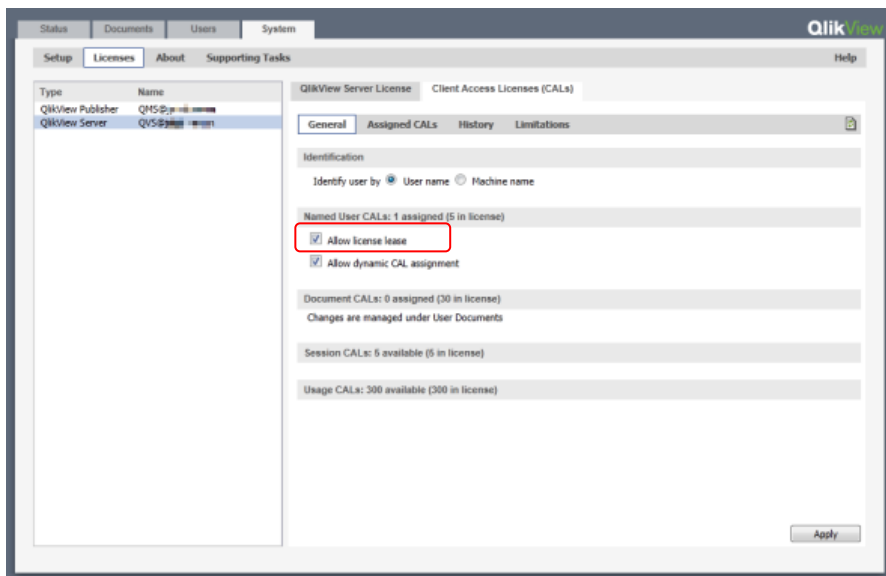 Status Documents Users System QlikView
Setup Licenses About Supporting Tasks Help
Type Name
QlikView Publisher QMS@
QlikView Server QVS@
QlikView Server License Client Access Licenses (CALs)
General Assigned CALs History Limitations
Identification
Identify user by User name Machine name
Named User CALs: 1 assigned (5 in license)
Allow license lease
Allow dynamic CAL assignment
Document CALs: 0 assigned (30 in license)
Changes are managed under User Documents
Session CALs: 5 available (5 in license)
Usage CALs: 300 available (300 in license)
Apply